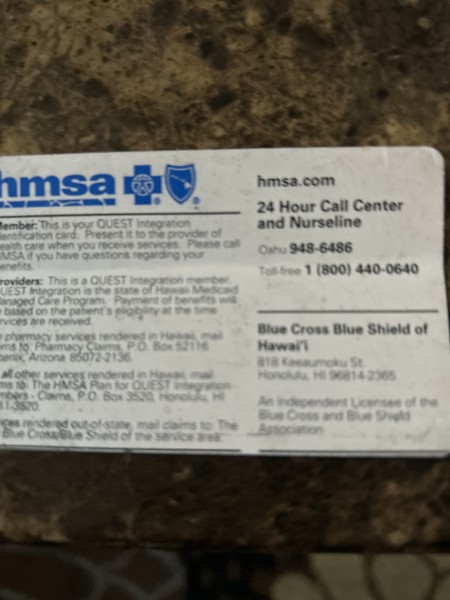 hmsa
Member: This is your QUEST Integration
identification card. Present it to the provider of
health care when you receive services. Please call
HMSA if you have questions regarding your
benefits.
Providers: This is a QUEST Integration member.
QUEST Integration is the state of Hawaii Medicaid
Managed Care Program. Payment of benefits will
be based on the patient's eligibility at the time
services are received.
pharmacy services rendered in Hawaii, mail
ms to: Pharmacy Claims, P.O. Box 52116
oenix, Arizona 85072-2136.
all other services rendered in Hawaii, mail
ms to: The HMSA Plan for QUEST Integration
mbers - Claims, P.O. Box 3520, Honolulu, HI
11-3520.
ices rendered out-of-state, mail claims to: The
Blue Cross/Blue Shield of the service area.
hmsa.com
24 Hour Call Center
and Nurseline
Oahu 948-6486
Toll-free 1 (800) 440-0640
Blue Cross Blue Shield of
Hawai'i
818 Keeaumoku St.
Honolulu, HI 96814-2365
An Independent Licensee of the
Blue Cross and Blue Shield
Association